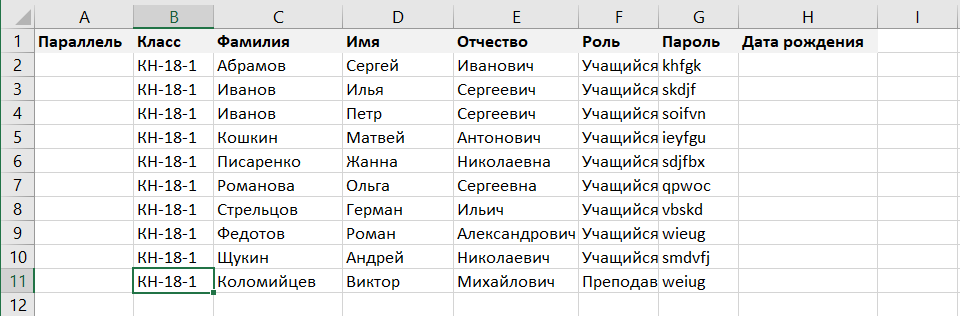 A B C D E F G H I
1 Параллель Класс Фамилия Имя Отчество Роль Пароль Дата рождения
2 КН-18-1 Абрамов Сергей Иванович Учащийся khfgk
3 КН-18-1 Иванов Илья Сергеевич Учащийся skdjf
4 КН-18-1 Иванов Петр Сергеевич Учащийся soifvn
5 КН-18-1 Кошкин Матвей Антонович Учащийся ieyfgu
6 КН-18-1 Писаренко Жанна Николаевна Учащийся sdjfbx
7 КН-18-1 Романова Ольга Сергеевна Учащийся qpwoc
8 КН-18-1 Стрельцов Герман Ильич Учащийся vbskd
9 КН-18-1 Федотов Роман Александрович Учащийся wieug
10 КН-18-1 Щукин Андрей Николаевич Учащийся smdvfj
11 КН-18-1 Коломийцев Виктор Михайлович Преподав weiug
12